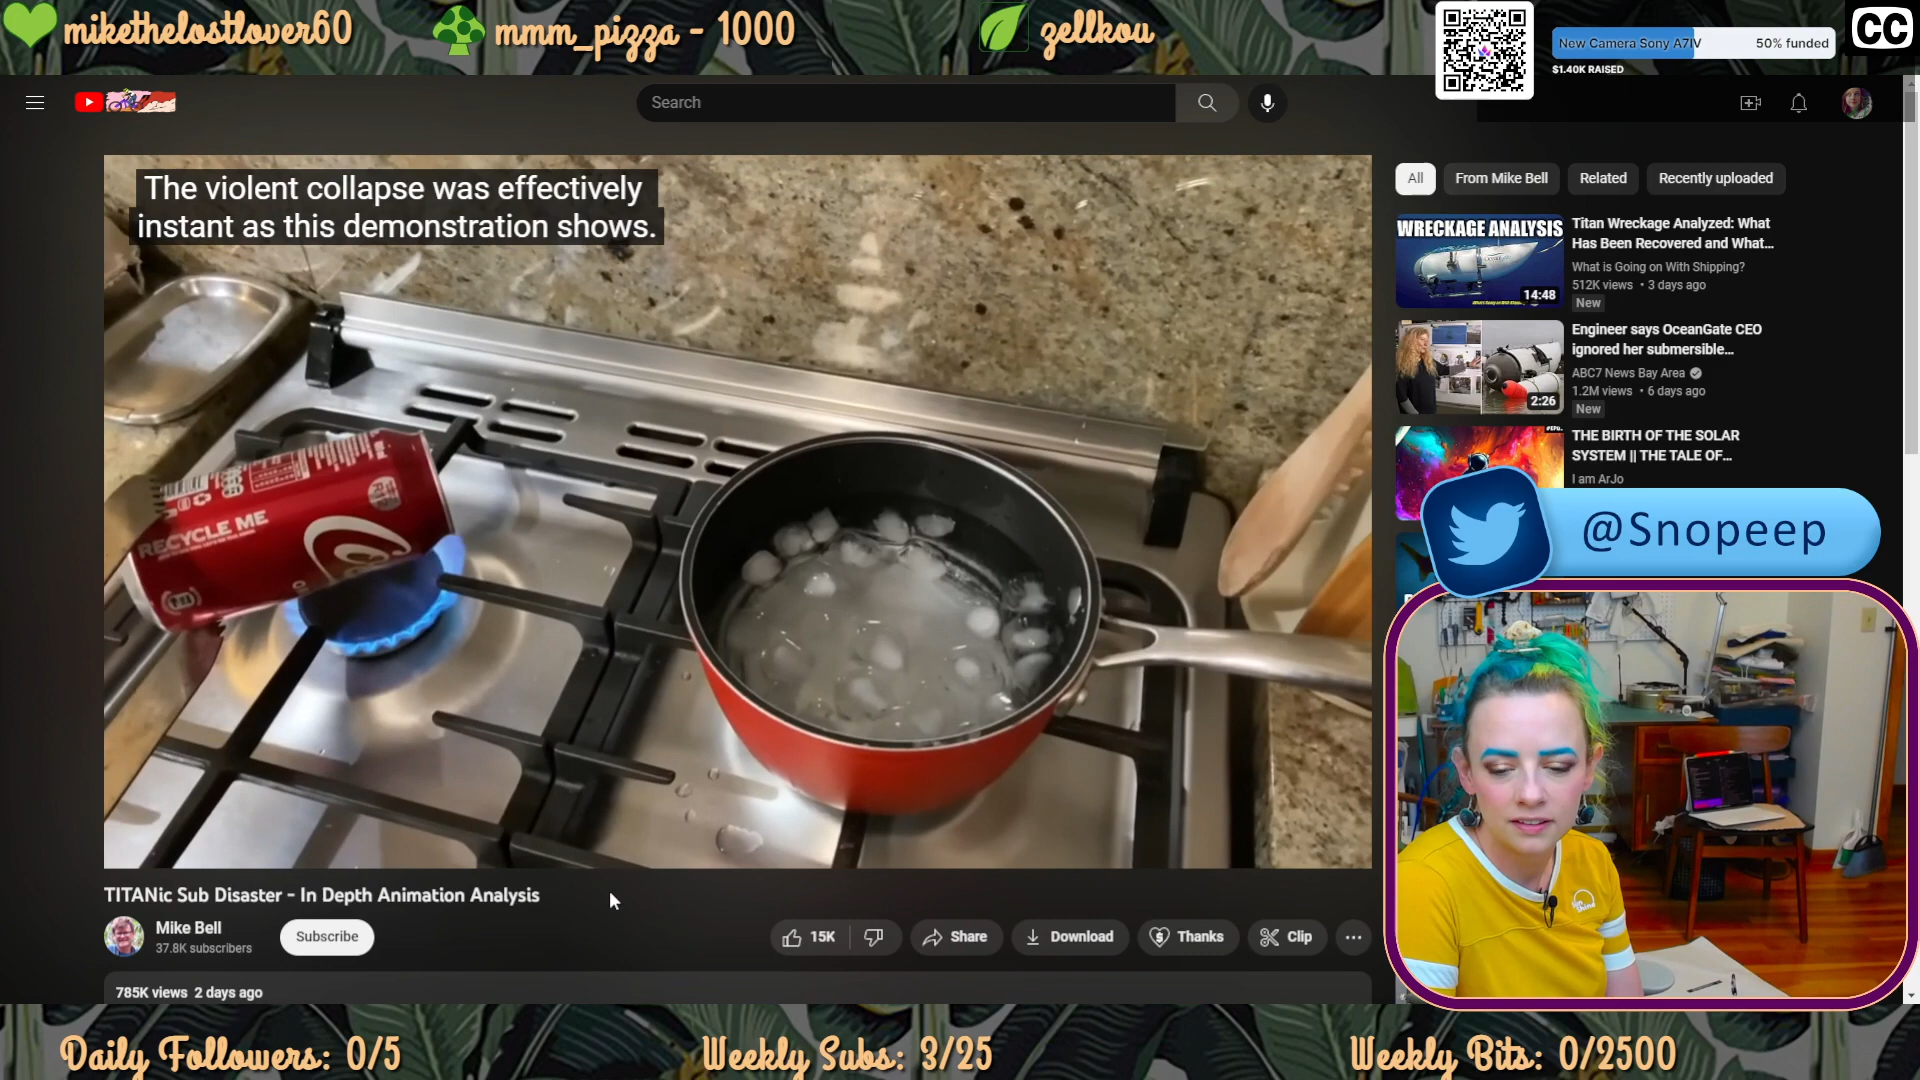 mikethelostlover60
mmm_pizza - 1000
zellkou
New Camera Sony A7IV 50% funded
$1.40K RAISED
CC
Search
The violent collapse was effectively
instant as this demonstration shows.
RECYCLE ME
All
From Mike Bell
Related
Recently uploaded
WRECKAGE ANALYSIS
14:48
Titan Wreckage Analyzed: What
Has Been Recovered and What...
What is Going on With Shipping?
512K views • 3 days ago
New
2:26
Engineer says OceanGate CEO
ignored her submersible...
ABC7 News Bay Area
1.2M views • 6 days ago
New
THE BIRTH OF THE SOLAR
SYSTEM || THE TALE OF...
I am ArJo
@Snopeep
sunshine
TITANic Sub Disaster - In Depth Animation Analysis
Mike Bell
37.8K subscribers
Subscribe
15K
Share
Download
Thanks
Clip
785K views 2 days ago
Daily Followers: 0/5
Weekly Subs: 3/25
Weekly Bits: 0/2500